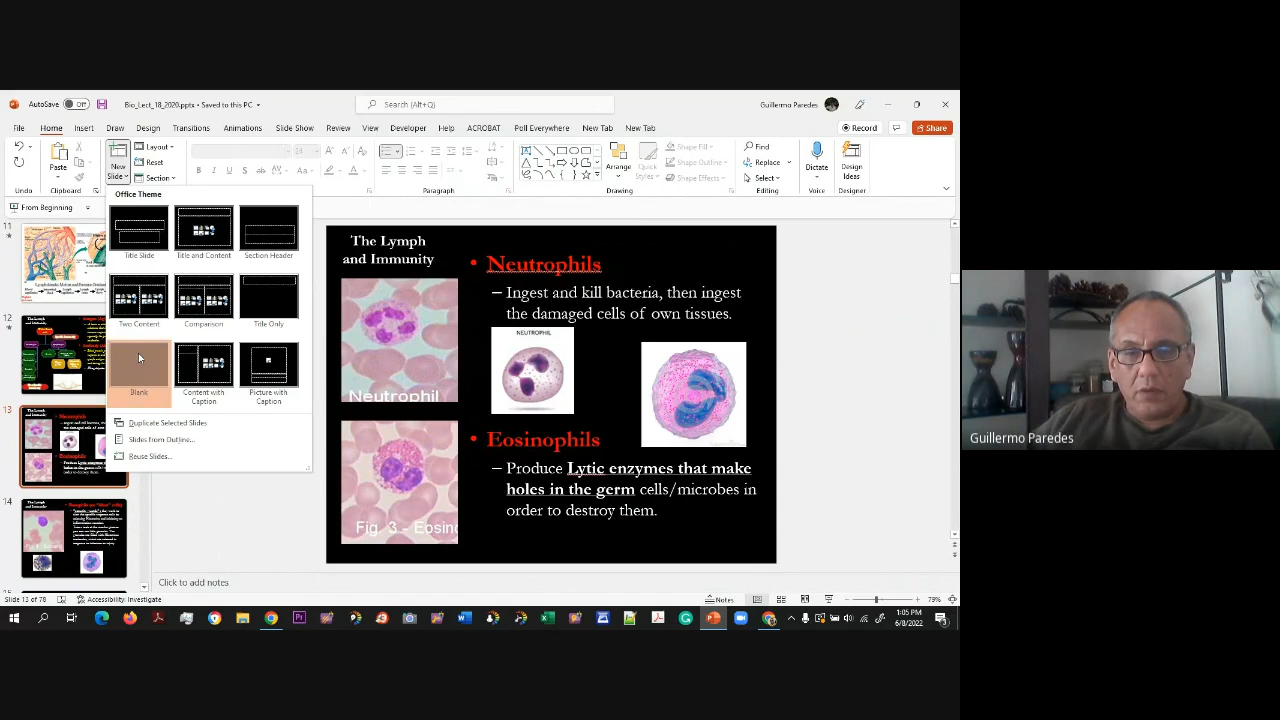 AutoSave Off Bio_Lect_18_2020.pptx • Saved to this PC Search (Alt+Q) Guillermo Paredes
File Home Insert Draw Design Transitions Animations Slide Show Review View Developer Help ACROBAT Poll Everywhere New Tab New Tab Record Share
Paste
New
Slide
Layout
Reset
Section
24
Arrange
Quick
Styles
Shape Fill
Shape Outline
Shape Effects
Find
Replace
Select
Dictate
Design
Ideas
Undo Clipboard Paragraph Drawing Editing Voice Designer
From Beginning
Office Theme
Title Slide Title and Content Section Header
Two Content Comparison Title Only
Blank Content with
Caption Picture with
Caption
Duplicate Selected Slides
Slides from Outline...
Reuse Slides...
11
12
13
14
The Lymph
and Immunity
• Neutrophils
– Ingest and kill bacteria, then ingest
the damaged cells of own tissues.
NEUTROPHIL
Neutrophil
• Eosinophils
– Produce Lytic enzymes that make
holes in the germ cells/microbes in
order to destroy them.
Fig. 3 - Eosin
Click to add notes
Slide 13 of 78 Accessibility: Investigate Notes 79%
1:05 PM
6/8/2022
Guillermo Paredes